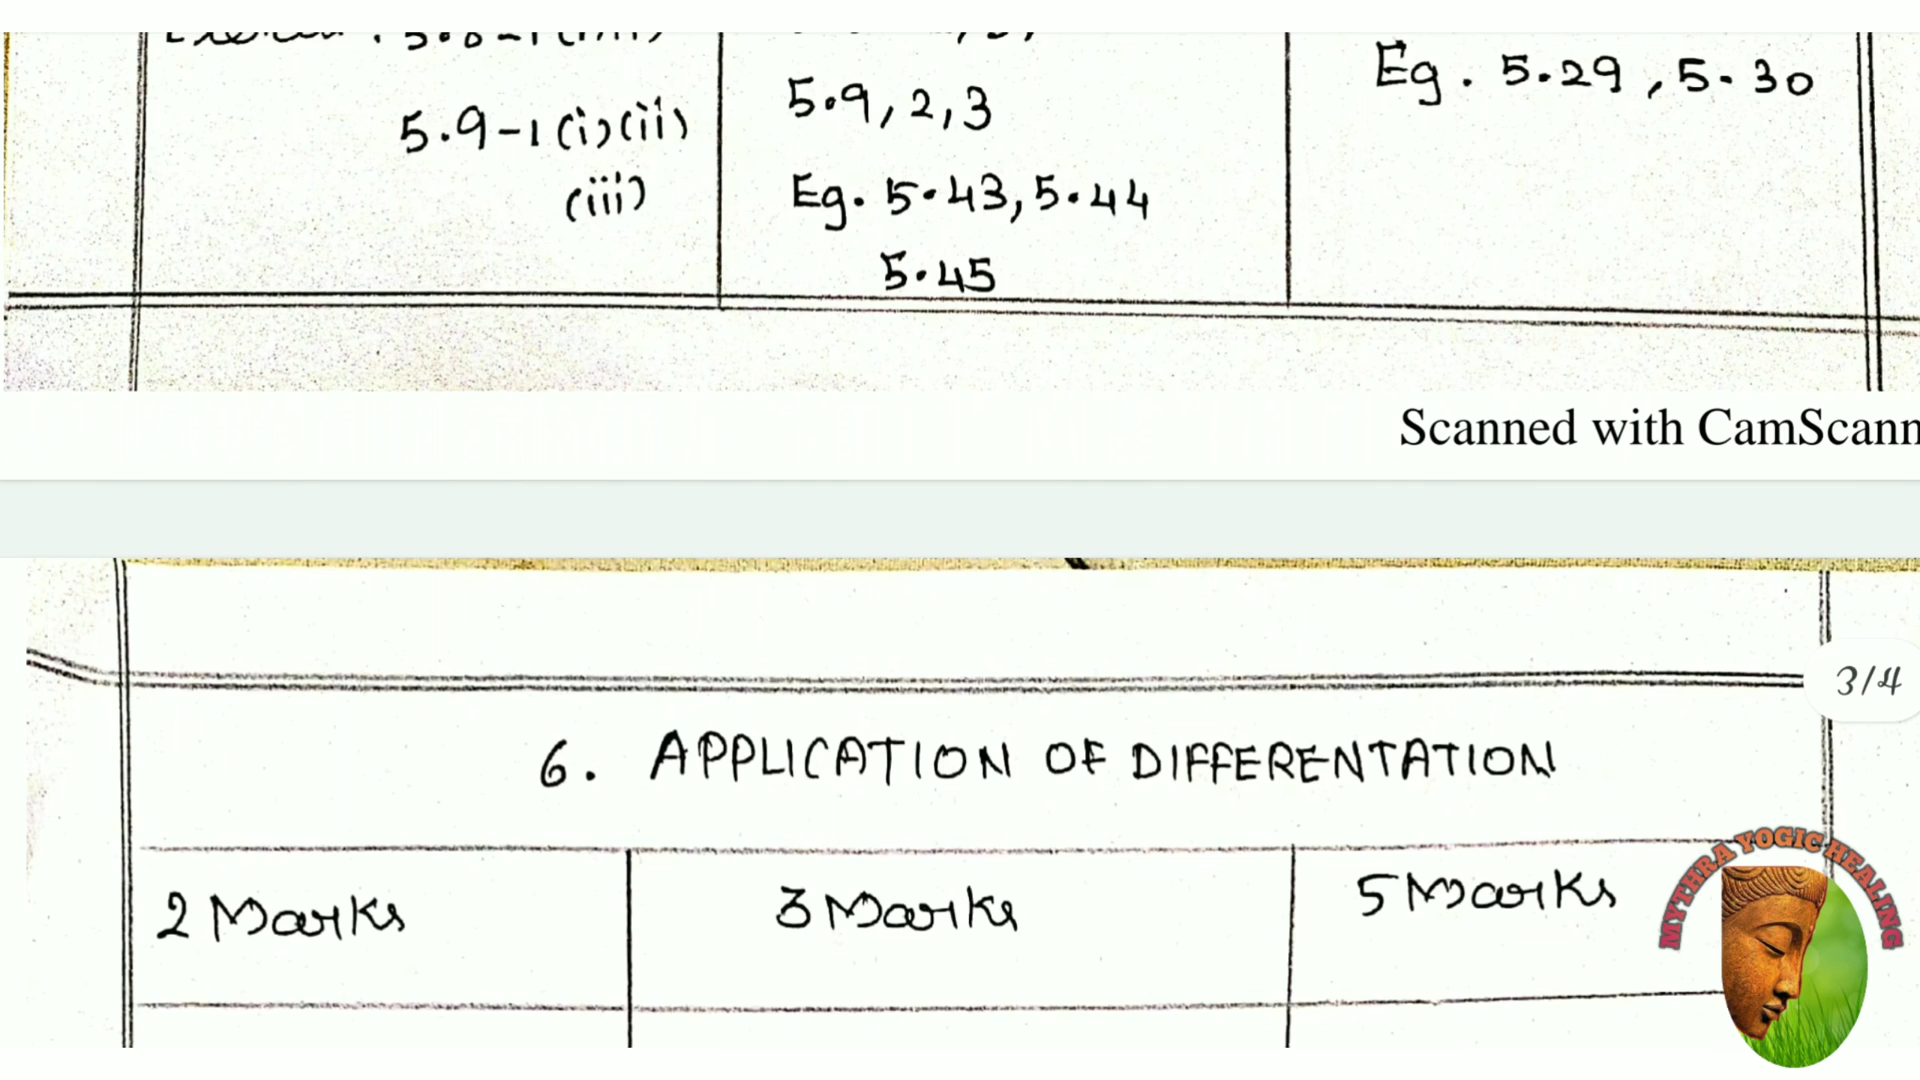 5.9-1 (i) (ii)
(iii)
5.9, 2, 3
Eg. 5.43, 5.44
5.45
Eg. 5.29, 5.30
Scanned with CamScann
3/4
6. APPLICATION OF DIFFERENTATION
2 Marks
3 Marks
5 Marks
MYTHRA YOGIC HEALING